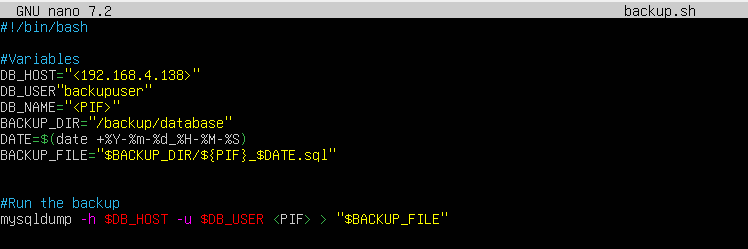 GNU nano 7.2 backup.sh
#!/bin/bash
#Variables
DB_HOST="<192.168.4.138>"
DB_USER"backupuser"
DB_NAME="<PIF>"
BACKUP_DIR="/backup/database"
DATE=$(date +%Y-%m-%d_%H-%M-%S)
BACKUP_FILE="$BACKUP_DIR/${PIF}_$DATE.sql"
#Run the backup
mysqldump -h $DB_HOST -u $DB_USER <PIF> > "$BACKUP_FILE"